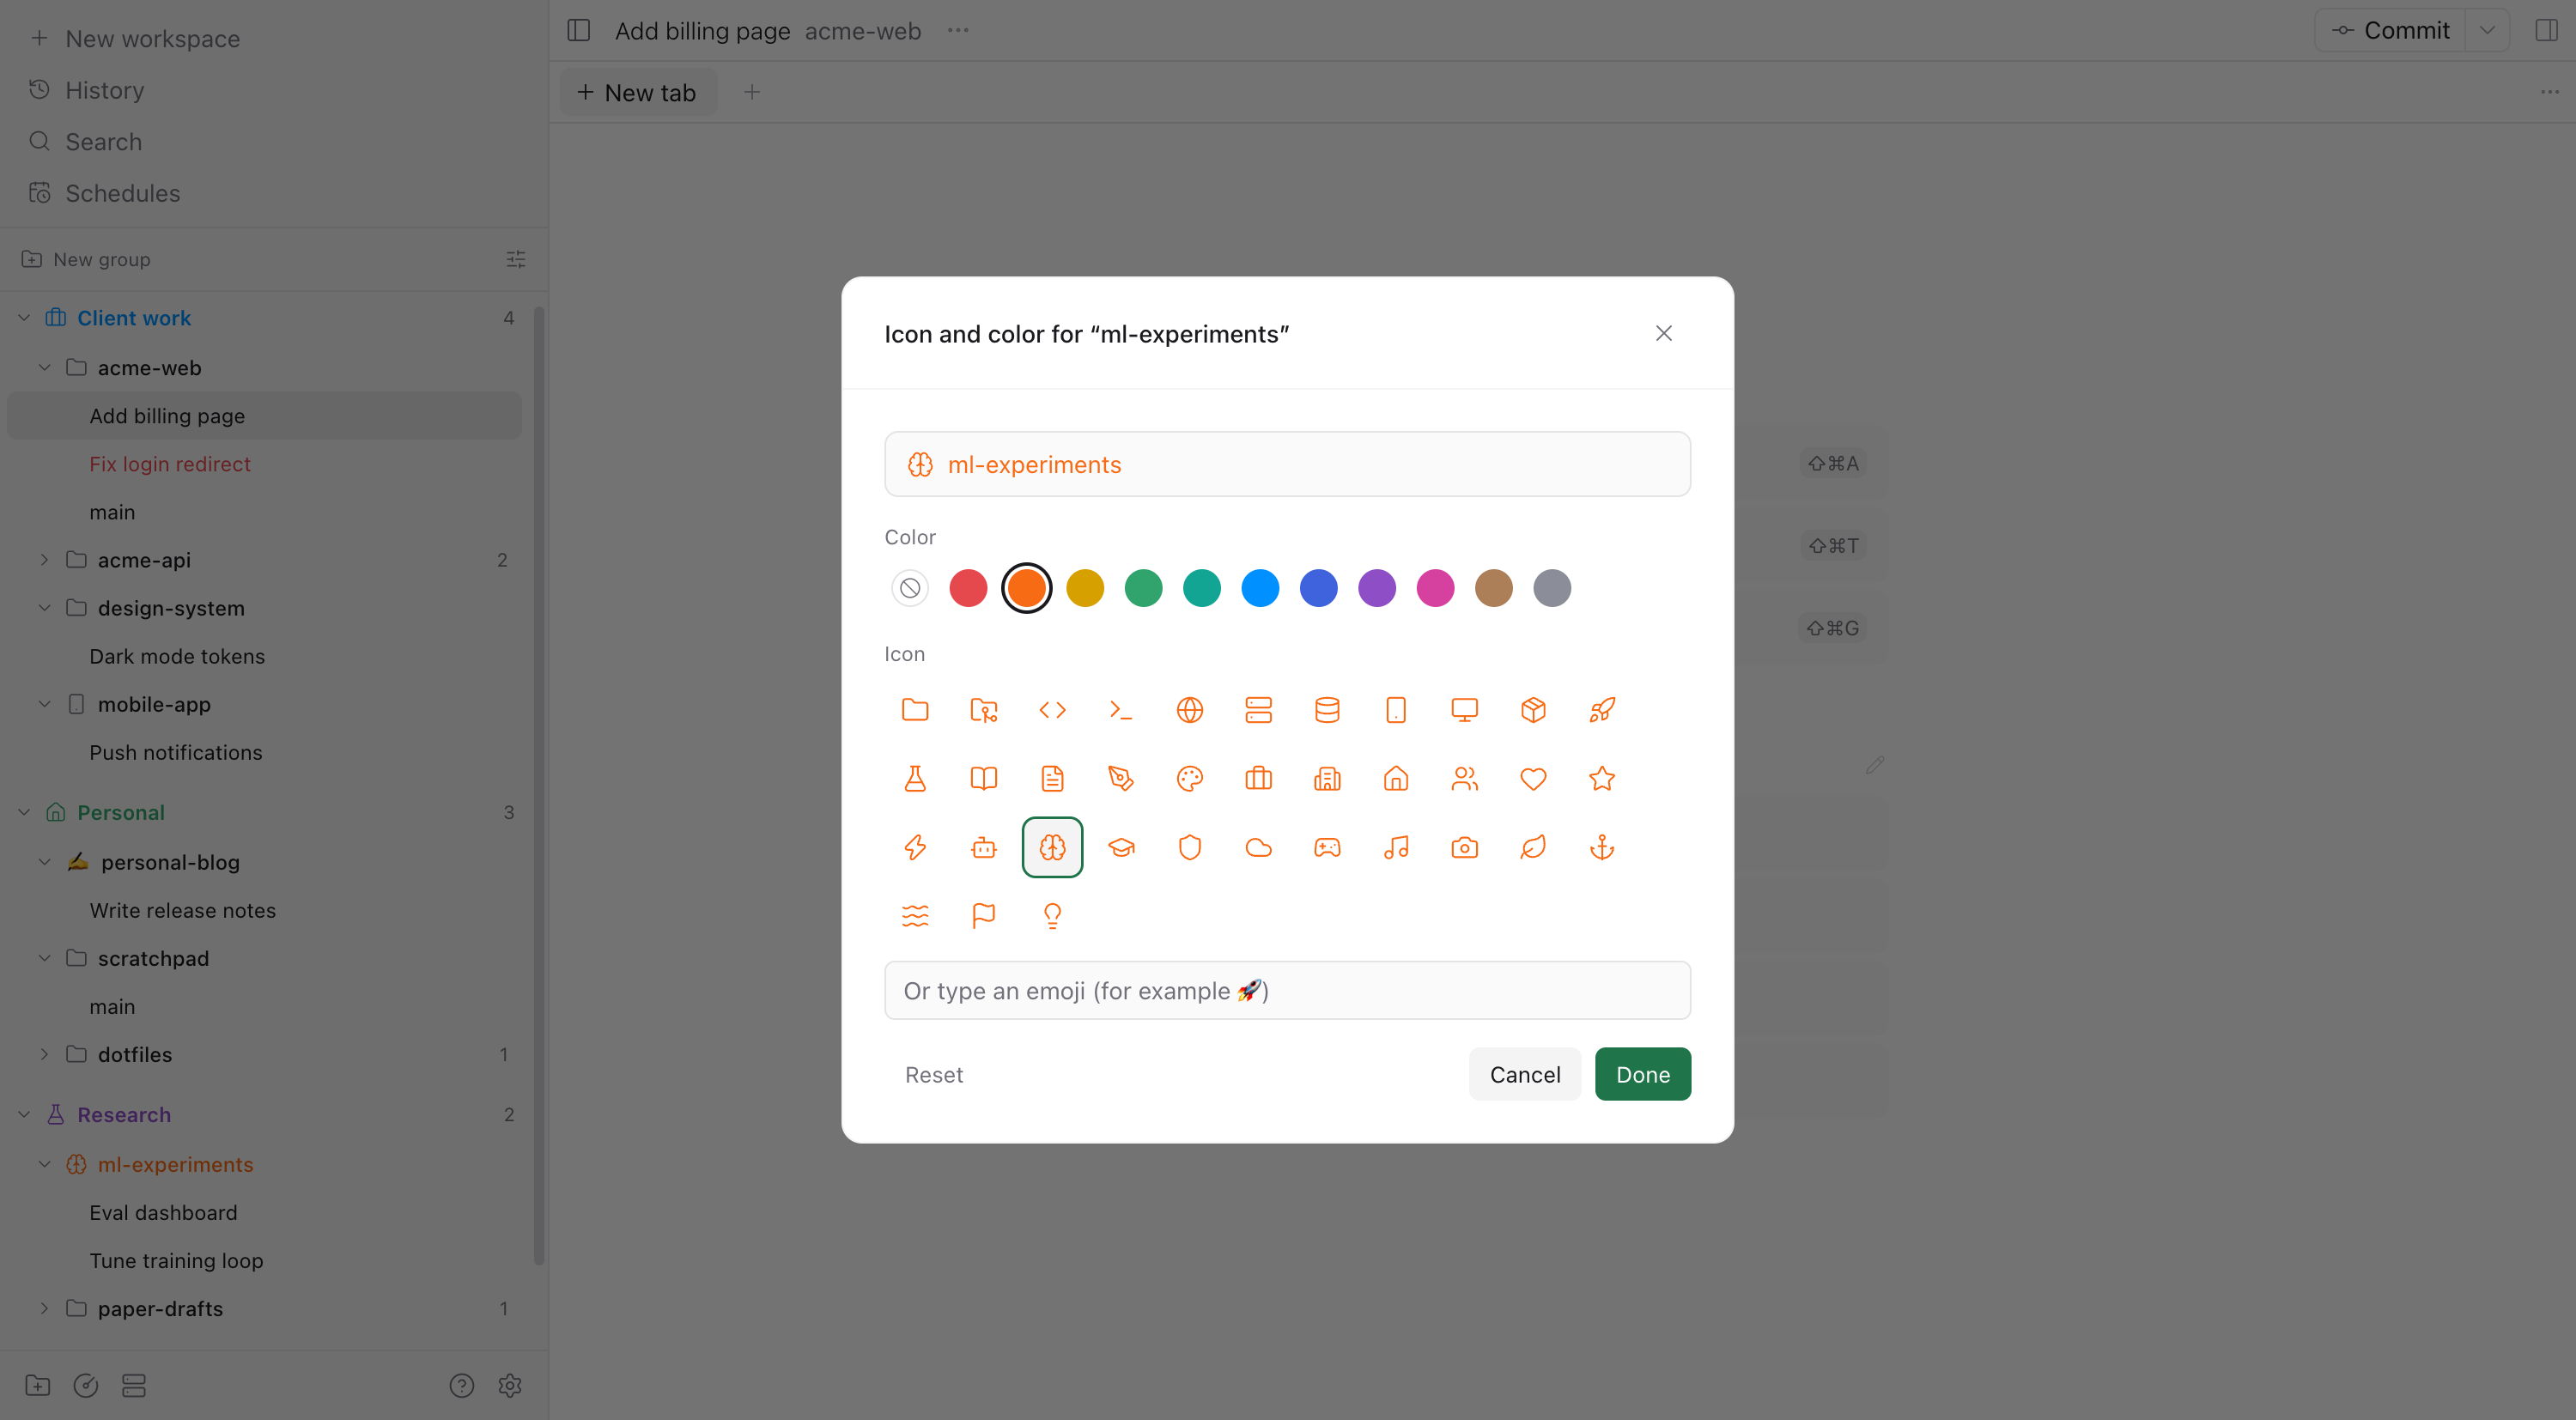 New workspace
History
Search
Schedules
New group
Client work 4
acme-web
Add billing page
Fix login redirect
main
acme-api 2
design-system
Dark mode tokens
mobile-app
Push notifications
Personal 3
✍️ personal-blog
Write release notes
scratchpad
main
dotfiles 1
Research 2
ml-experiments
Eval dashboard
Tune training loop
paper-drafts 1
Add billing page acme-web
Commit
New tab
⇧⌘A
⇧⌘T
⇧⌘G
Icon and color for “ml-experiments”
ml-experiments
Color
Icon
Or type an emoji (for example 🚀)
Reset
Cancel
Done